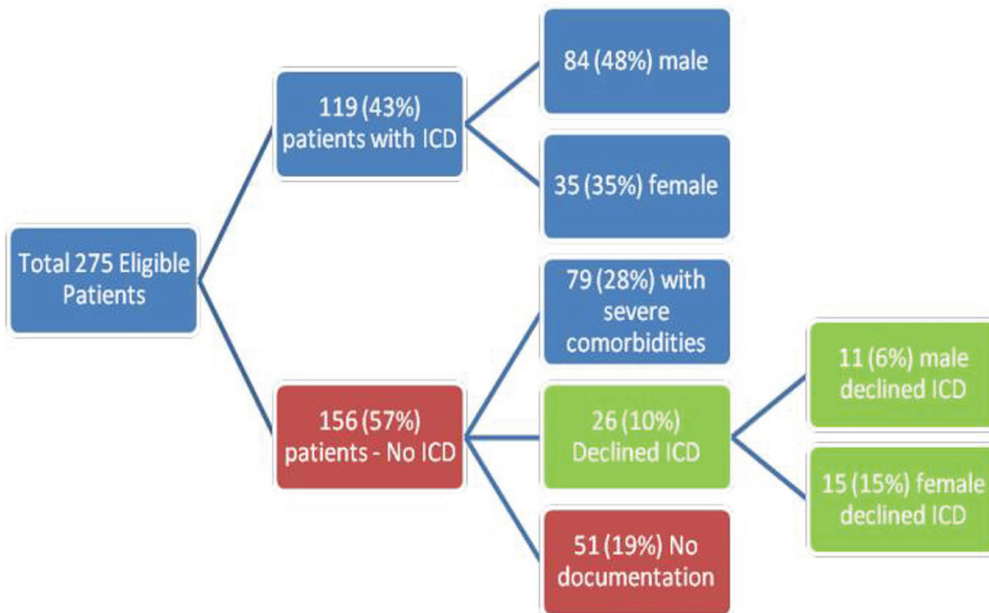 84 (48%) male
119 (43%)
patients with ICD
35 (35%) female
Total 275 Eligible
Patients
79 (28%) with
severe
comorbidities
11 (6%) male
declined ICD
156 (57%)
patients - No ICD
26 (10%)
Declined ICD
15 (15%) female
declined ICD
51 (19%) No
documentation